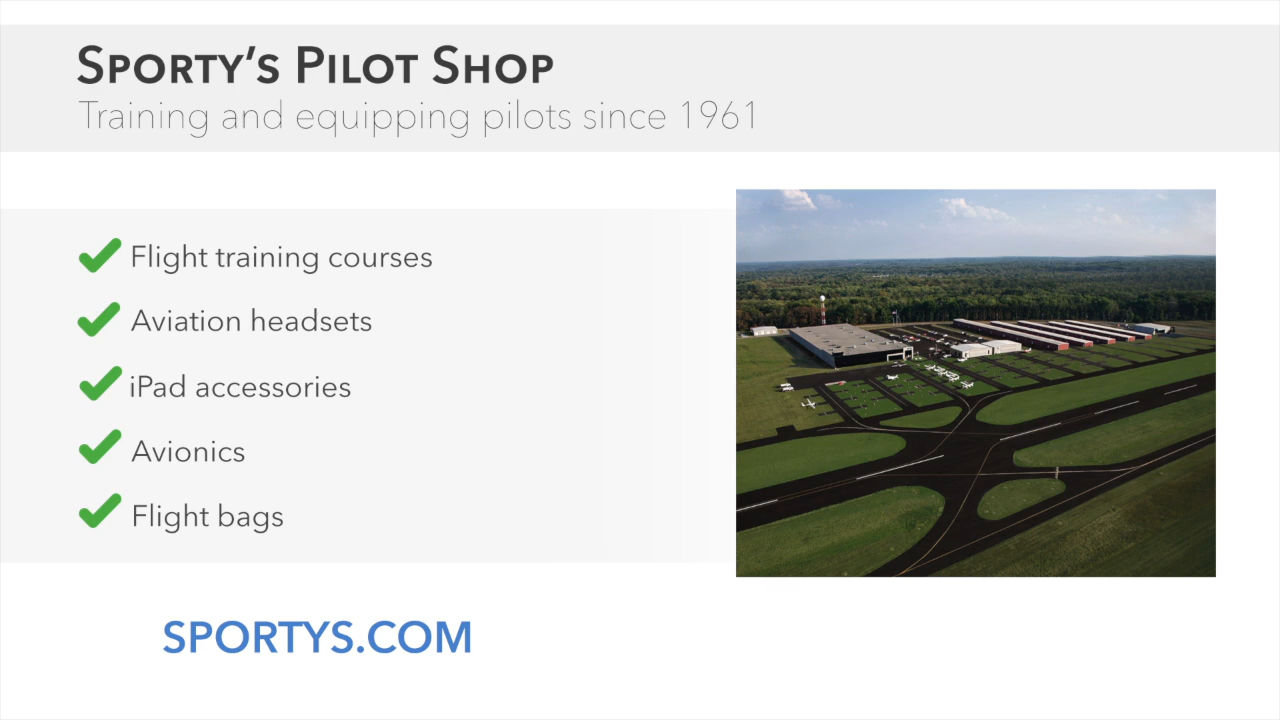 Sporty's Pilot Shop
Training and equipping pilots since 1961
Flight training courses
Aviation headsets
iPad accessories
Avionics
Flight bags
SPORTYS.COM